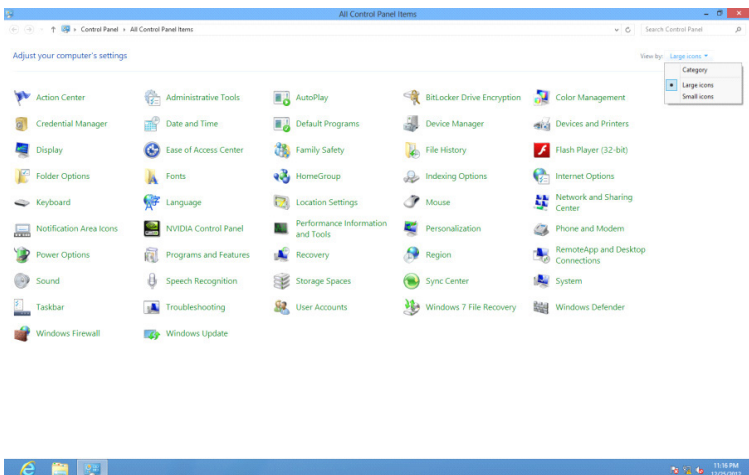 All Control Panel Items
Control Panel All Control Panel Items
Search Control Panel
Adjust your computer's settings
View by: Large icons
Category
Large icons
Small icons
Action Center Administrative Tools AutoPlay BitLocker Drive Encryption Color Management
Credential Manager Date and Time Default Programs Device Manager Devices and Printers
Display Ease of Access Center Family Safety File History Flash Player (32-bit)
Folder Options Fonts HomeGroup Indexing Options Internet Options
Keyboard Language Location Settings Mouse Network and Sharing
Center
Notification Area Icons NVIDIA Control Panel Performance Information
and Tools
Personalization Phone and Modem
Power Options Programs and Features Recovery Region RemoteApp and Desktop
Connections
Sound Speech Recognition Storage Spaces Sync Center System
Taskbar Troubleshooting User Accounts Windows 7 File Recovery Windows Defender
Windows Firewall Windows Update
11:16 PM